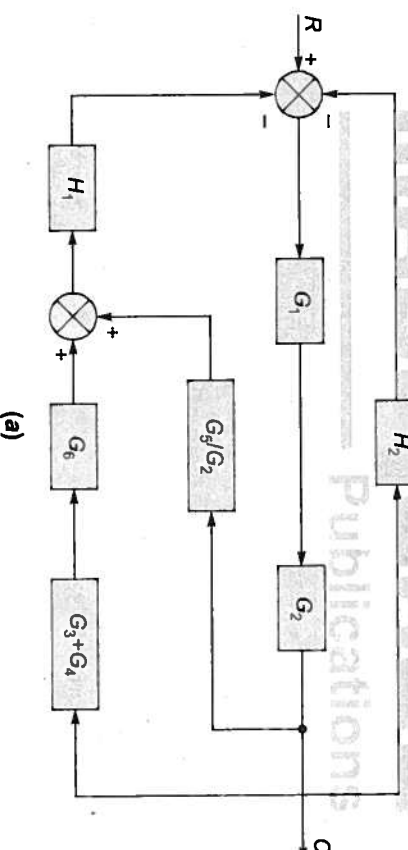 H₂
R
+
−
−
G₁
G₂
C
G₅/G₂
H₁
+
+
G₆
G₃+G₄
(a)
Publications